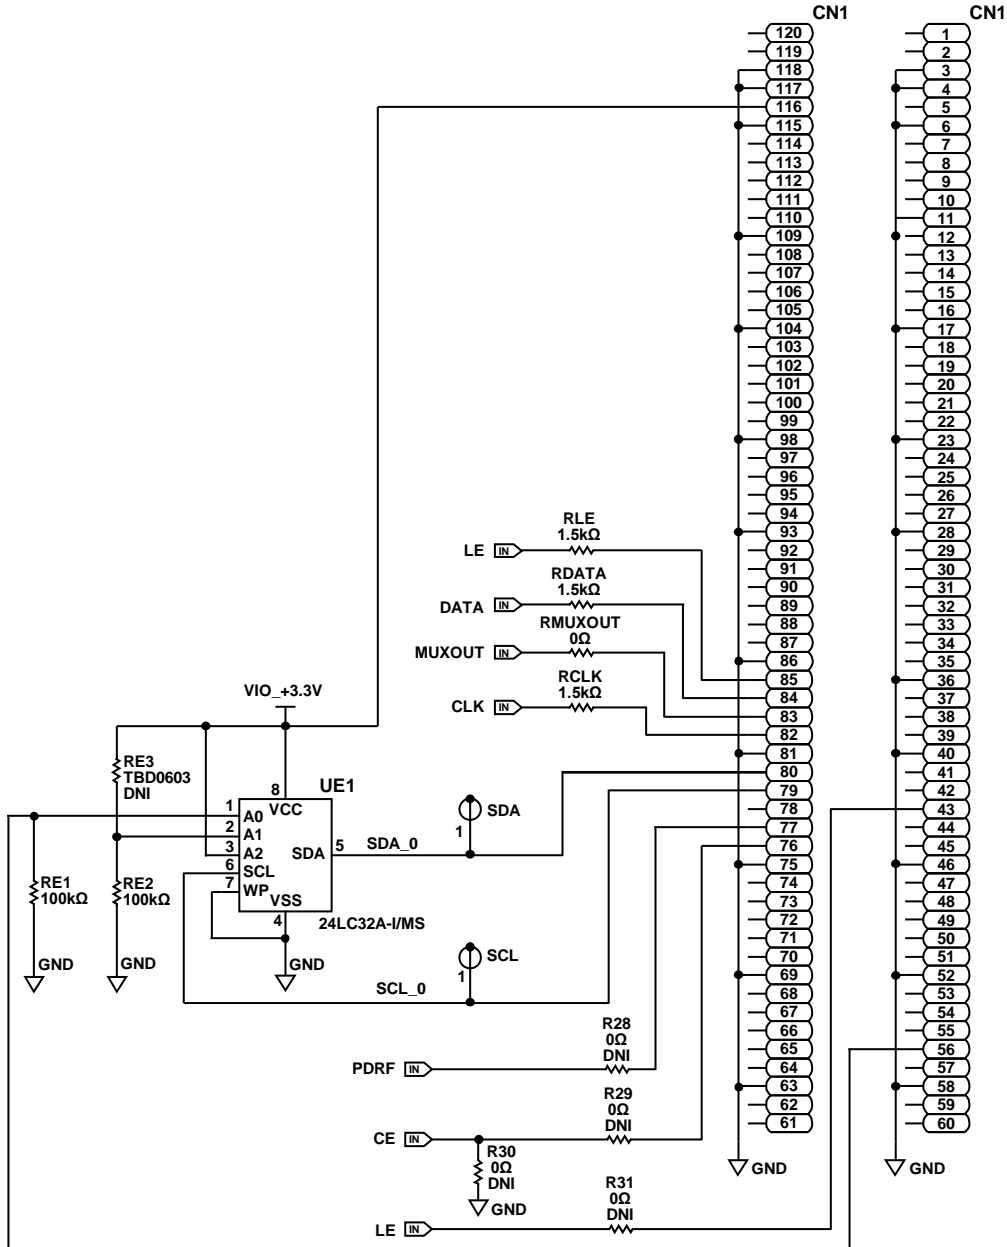 CN1
120
119
118
117
116
115
114
113
112
111
110
109
108
107
106
105
104
103
102
101
100
99
98
97
96
95
94
93
92
91
90
89
88
87
86
85
84
83
82
81
80
79
78
77
76
75
74
73
72
71
70
69
68
67
66
65
64
63
62
61
GND
CN1
1
2
3
4
5
6
7
8
9
10
11
12
13
14
15
16
17
18
19
20
21
22
23
24
25
26
27
28
29
30
31
32
33
34
35
36
37
38
39
40
41
42
43
44
45
46
47
48
49
50
51
52
53
54
55
56
57
58
59
60
GND
RLE
1.5kΩ
LE IN
RDATA
1.5kΩ
DATA IN
RMUXOUT
0Ω
MUXOUT IN
RCLK
1.5kΩ
CLK IN
VIO_+3.3V
RE3
TBD0603
DNI
UE1
8
VCC
1 A0
2 A1
3 A2
6 SCL
7 WP
SDA 5
VSS
4
24LC32A-I/MS
SDA_0
SDA
1
RE1
100kΩ
RE2
100kΩ
GND
GND
GND
SCL
1
SCL_0
R28
0Ω
DNI
PDRF IN
R29
0Ω
DNI
CE IN
R30
0Ω
DNI
GND
R31
0Ω
DNI
LE IN